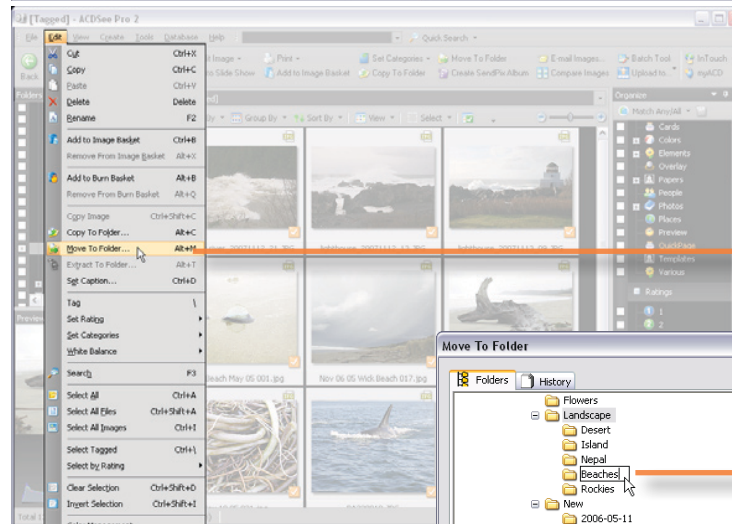 [Tagged] - ACDSee Pro 2
File Edit View Create Tools Database Help Quick Search
Back Image Print Set Categories Move To Folder E-mail Images... Batch Tool InTouch
to Slide Show Add to Image Basket Copy To Folder Create SendPix Album Compare Images Upload to... myACD
Folders Organize
By Group By Sort By View Select Match Any/All
Cut Ctrl+X
Copy Ctrl+C
Paste Ctrl+V
Delete Delete
Rename F2
Add to Image Basket Ctrl+B
Remove From Image Basket Alt+X
Add to Burn Basket Alt+B
Remove From Burn Basket Alt+Q
Copy Image Ctrl+Shift+C
Copy To Folder... Alt+C
Move To Folder... Alt+M
Extract To Folder... Alt+T
Set Caption... Ctrl+D
Tag \
Set Rating
Set Categories
White Balance
Search F3
Select All Ctrl+A
Select All Files Ctrl+Shift+A
Select All Images Ctrl+I
Select Tagged Ctrl+\
Select by Rating
Clear Selection Ctrl+Shift+D
Invert Selection Ctrl+Shift+I
Cards
Colors
Elements
Overlay
Papers
People
Photos
Places
Preview
QuickPage
Templates
Various
Ratings
1
2
Preview
Beach May 05 001.jpg Nov 06 05 Wick Beach 017.jpg
Move To Folder
Folders History
Flowers
Landscape
Desert
Island
Nepal
Beaches
Rockies
New
2006-05-11